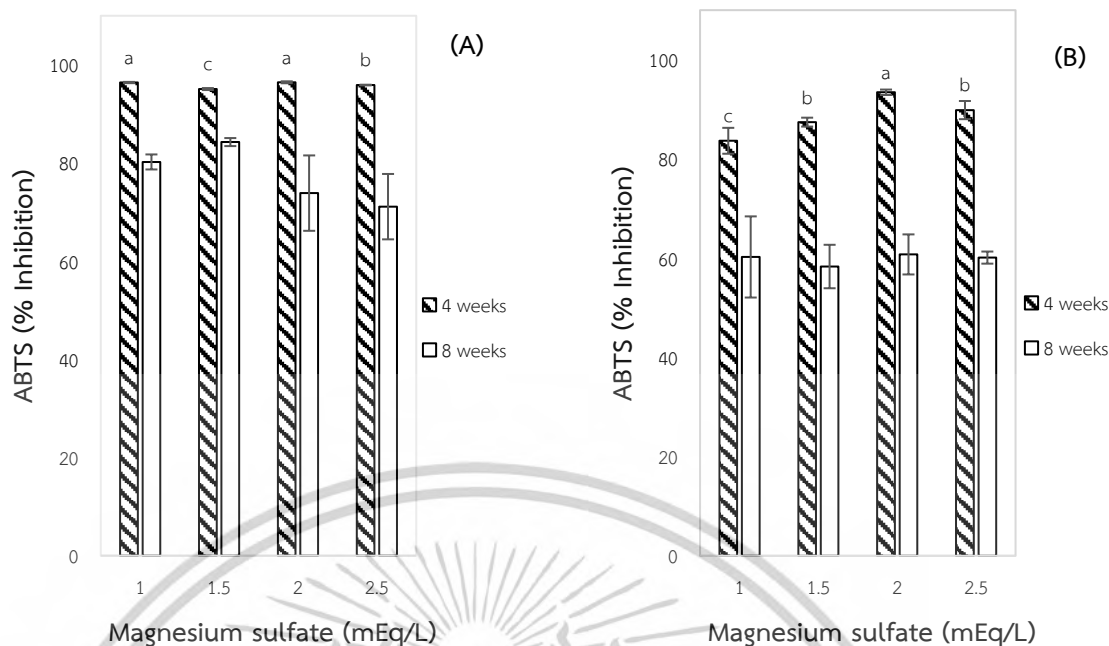 (A)
a c a b
100
80
60
40
20
0
ABTS (% Inhibition)
1 1.5 2 2.5
Magnesium sulfate (mEq/L)
4 weeks
8 weeks
(B)
c b a b
100
80
60
40
20
0
ABTS (% Inhibition)
1 1.5 2 2.5
Magnesium sulfate (mEq/L)
4 weeks
8 weeks